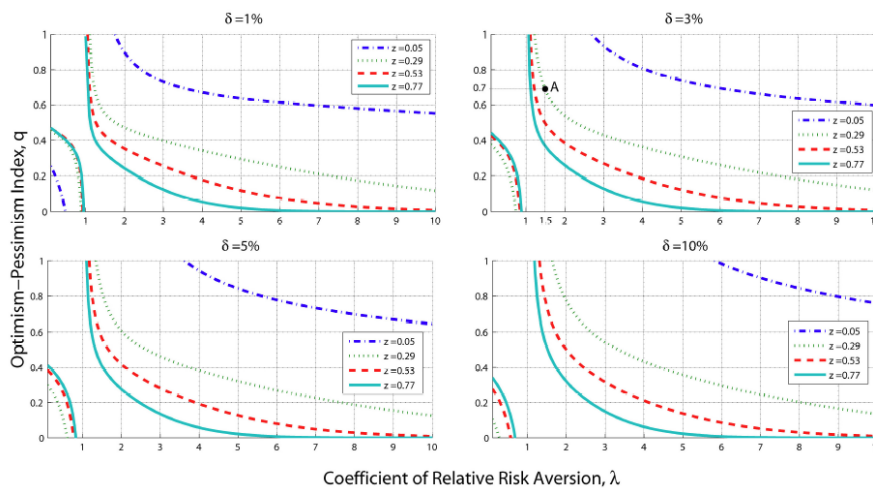 δ =1%
1
0.8
0.6
0.4
0.2
0
1 2 3 4 5 6 7 8 9 10
z =0.05
z =0.29
z =0.53
z =0.77
δ =3%
1
0.8
0.7
0.6
0.4
0.2
0
1 1.5 2 3 4 5 6 7 8 9 10
A
z =0.05
z =0.29
z =0.53
z =0.77
δ =5%
1
0.8
0.6
0.4
0.2
0
1 2 3 4 5 6 7 8 9 10
z =0.05
z =0.29
z =0.53
z =0.77
δ =10%
1
0.8
0.6
0.4
0.2
0
1 2 3 4 5 6 7 8 9 10
z =0.05
z =0.29
z =0.53
z =0.77
Optimism−Pessimism Index, q
Coefficient of Relative Risk Aversion, λ